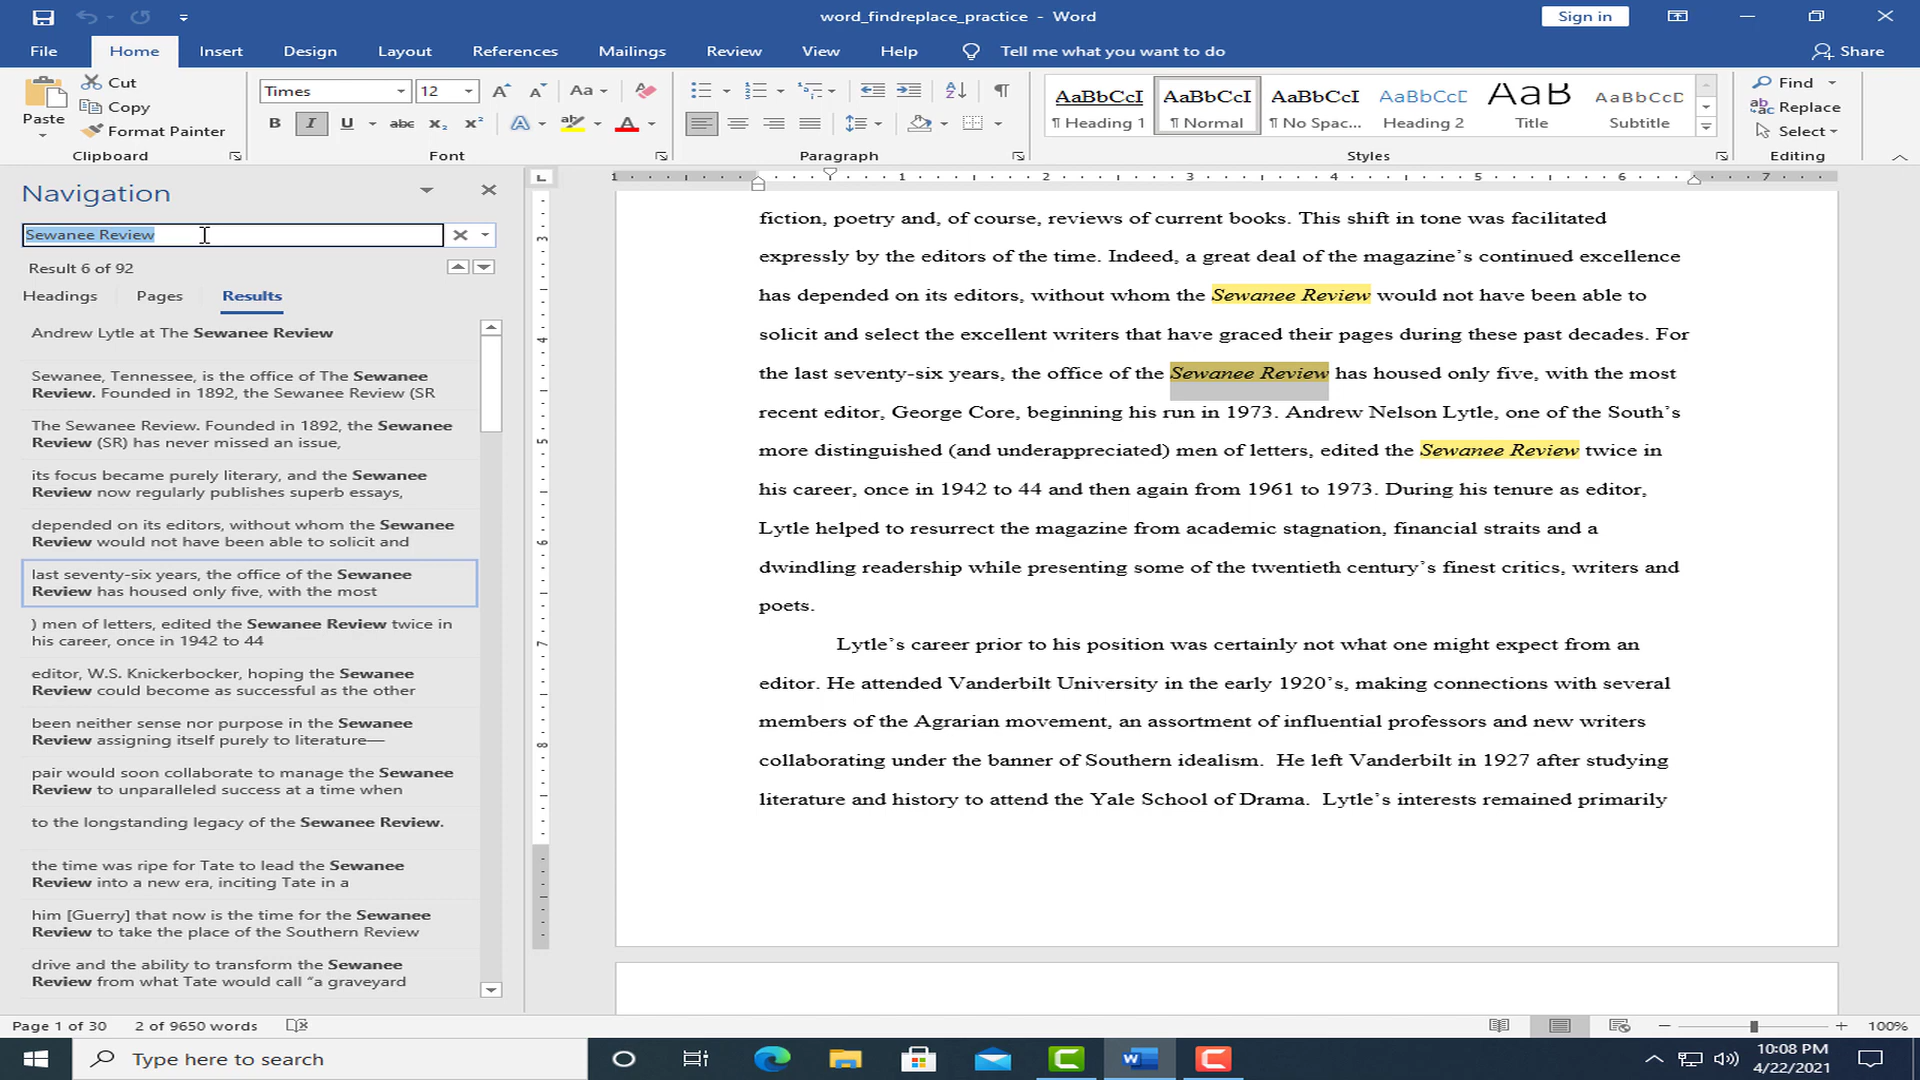 word_findreplace_practice - Word
Sign in
File Home Insert Design Layout References Mailings Review View Help Tell me what you want to do Share
Paste
Cut
Copy
Format Painter
Clipboard
Times 12
Aa
B I U abc X₂ X² A A
Font
Paragraph
AaBbCcI AaBbCcI AaBbCcI AaBbCcD AaB AaBbCcD
¶ Heading 1 ¶ Normal ¶ No Spac... Heading 2 Title Subtitle
Styles
Find
Replace
Select
Editing
Navigation
Sewanee Review
Result 6 of 92
Headings Pages Results
Andrew Lytle at The Sewanee Review
Sewanee, Tennessee, is the office of The Sewanee
Review. Founded in 1892, the Sewanee Review (SR
The Sewanee Review. Founded in 1892, the Sewanee
Review (SR) has never missed an issue,
its focus became purely literary, and the Sewanee
Review now regularly publishes superb essays,
depended on its editors, without whom the Sewanee
Review would not have been able to solicit and
last seventy-six years, the office of the Sewanee
Review has housed only five, with the most
) men of letters, edited the Sewanee Review twice in
his career, once in 1942 to 44
editor, W.S. Knickerbocker, hoping the Sewanee
Review could become as successful as the other
been neither sense nor purpose in the Sewanee
Review assigning itself purely to literature—
pair would soon collaborate to manage the Sewanee
Review to unparalleled success at a time when
to the longstanding legacy of the Sewanee Review.
the time was ripe for Tate to lead the Sewanee
Review into a new era, inciting Tate in a
him [Guerry] that now is the time for the Sewanee
Review to take the place of the Southern Review
drive and the ability to transform the Sewanee
Review from what Tate would call “a graveyard
L
1 1 2 3 4 5 6 7
3
4
5
6
7
8
fiction, poetry and, of course, reviews of current books. This shift in tone was facilitated
expressly by the editors of the time. Indeed, a great deal of the magazine’s continued excellence
has depended on its editors, without whom the Sewanee Review would not have been able to
solicit and select the excellent writers that have graced their pages during these past decades. For
the last seventy-six years, the office of the Sewanee Review has housed only five, with the most
recent editor, George Core, beginning his run in 1973. Andrew Nelson Lytle, one of the South’s
more distinguished (and underappreciated) men of letters, edited the Sewanee Review twice in
his career, once in 1942 to 44 and then again from 1961 to 1973. During his tenure as editor,
Lytle helped to resurrect the magazine from academic stagnation, financial straits and a
dwindling readership while presenting some of the twentieth century’s finest critics, writers and
poets.
Lytle’s career prior to his position was certainly not what one might expect from an
editor. He attended Vanderbilt University in the early 1920’s, making connections with several
members of the Agrarian movement, an assortment of influential professors and new writers
collaborating under the banner of Southern idealism. He left Vanderbilt in 1927 after studying
literature and history to attend the Yale School of Drama. Lytle’s interests remained primarily
Page 1 of 30 2 of 9650 words 100%
Type here to search
10:08 PM
4/22/2021